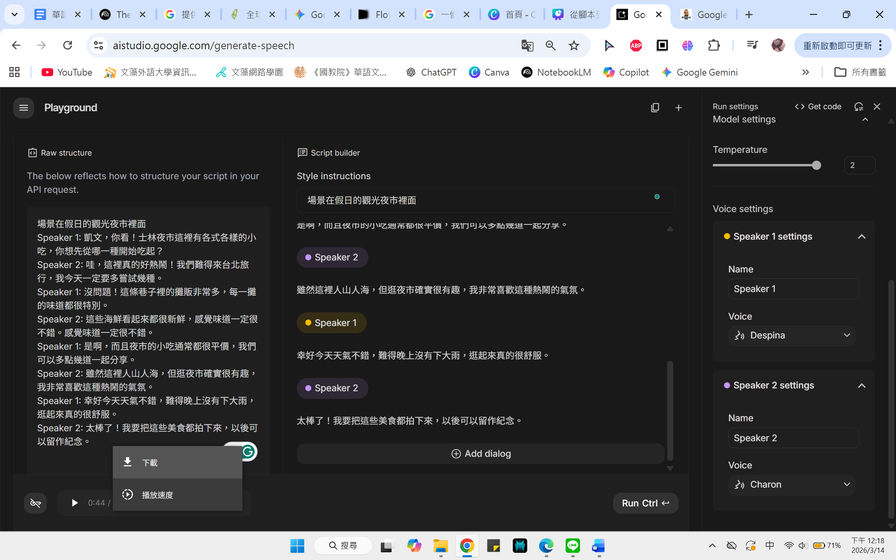 華語
The
提供
全球
Goo
Flow
一個
首頁 - C
從腳本到
Goo
Google
aistudio.google.com/generate-speech
重新啟動即可更新
YouTube
文藻外語大學資訊...
文藻網路學園
《國教院》華語文...
ChatGPT
Canva
NotebookLM
Copilot
Google Gemini
所有書籤
Playground
Run settings
Get code
Model settings
Raw structure
The below reflects how to structure your script in your
API request.
場景在假日的觀光夜市裡面
Speaker 1: 凱文，你看！士林夜市這裡有各式各樣的小
吃，你想先從哪一種開始吃起？
Speaker 2: 哇，這裡真的好熱鬧！我們難得來台北旅
行，我今天一定要多嘗試幾種。
Speaker 1: 沒問題！這條巷子裡的攤販非常多，每一攤
的味道都很特別。
Speaker 2: 這些海鮮看起來都很新鮮，感覺味道一定很
不錯。感覺味道一定很不錯。
Speaker 1: 是啊，而且夜市的小吃通常都很平價，我們
可以多點幾道一起分享。
Speaker 2: 雖然這裡人山人海，但逛夜市確實很有趣，
我非常喜歡這種熱鬧的氣氛。
Speaker 1: 幸好今天天氣不錯，難得晚上沒有下大雨，
逛起來真的很舒服。
Speaker 2: 太棒了！我要把這些美食都拍下來，以後可
以留作紀念。
下載
播放速度
0:44 /
Script builder
Style instructions
場景在假日的觀光夜市裡面
是啊，而且夜市的小吃通常都很平價，我們可以多點幾道一起分享。
Speaker 2
雖然這裡人山人海，但逛夜市確實很有趣，我非常喜歡這種熱鬧的氣氛。
Speaker 1
幸好今天天氣不錯，難得晚上沒有下大雨，逛起來真的很舒服。
Speaker 2
太棒了！我要把這些美食都拍下來，以後可以留作紀念。
Add dialog
Run Ctrl
Temperature
2
Voice settings
Speaker 1 settings
Name
Speaker 1
Voice
Despina
Speaker 2 settings
Name
Speaker 2
Voice
Charon
搜尋
中
71%
下午 12:18
2026/3/14